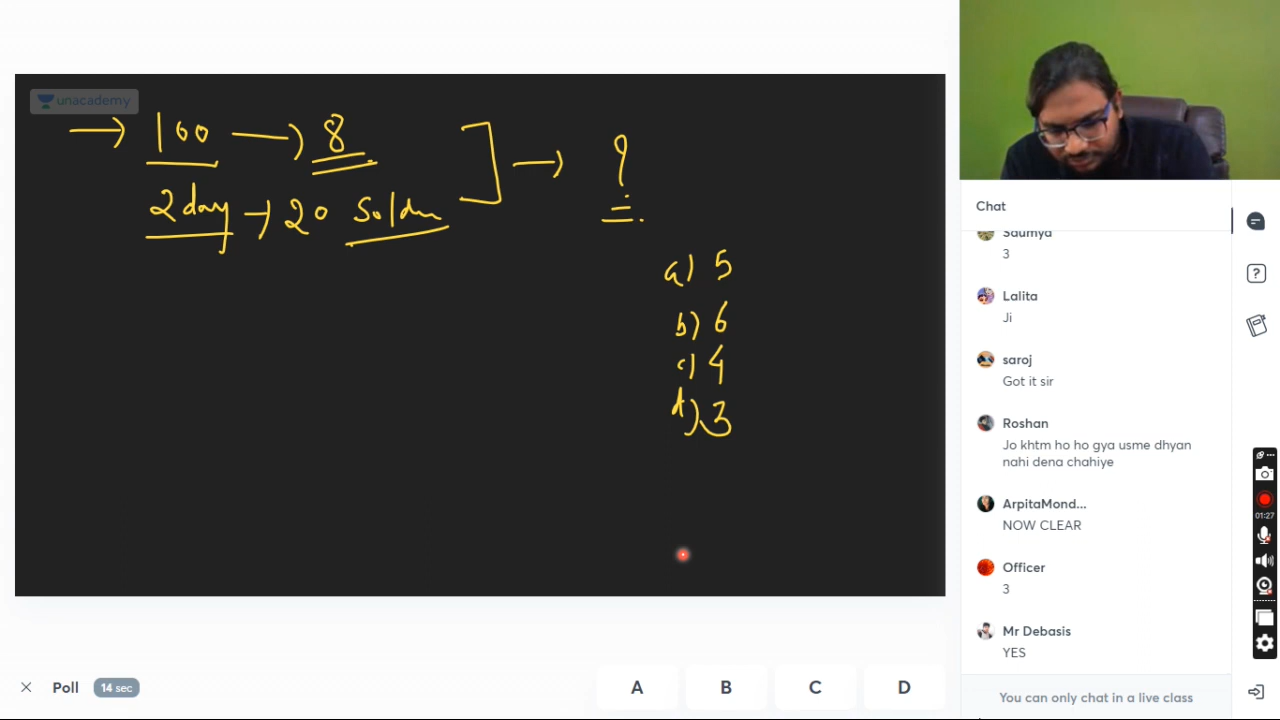 unacademy
→ 100 → 8
2 day → 20 Soldu
] → ?
a) 5
b) 6
c) 4
d) 3
Chat
Saumya
3
Lalita
Ji
saroj
Got it sir
Roshan
Jo khtm ho ho gya usme dhyan
nahi dena chahiye
ArpitaMond...
NOW CLEAR
Officer
3
Mr Debasis
YES
You can only chat in a live class
01:27
Poll 14 sec A B C D